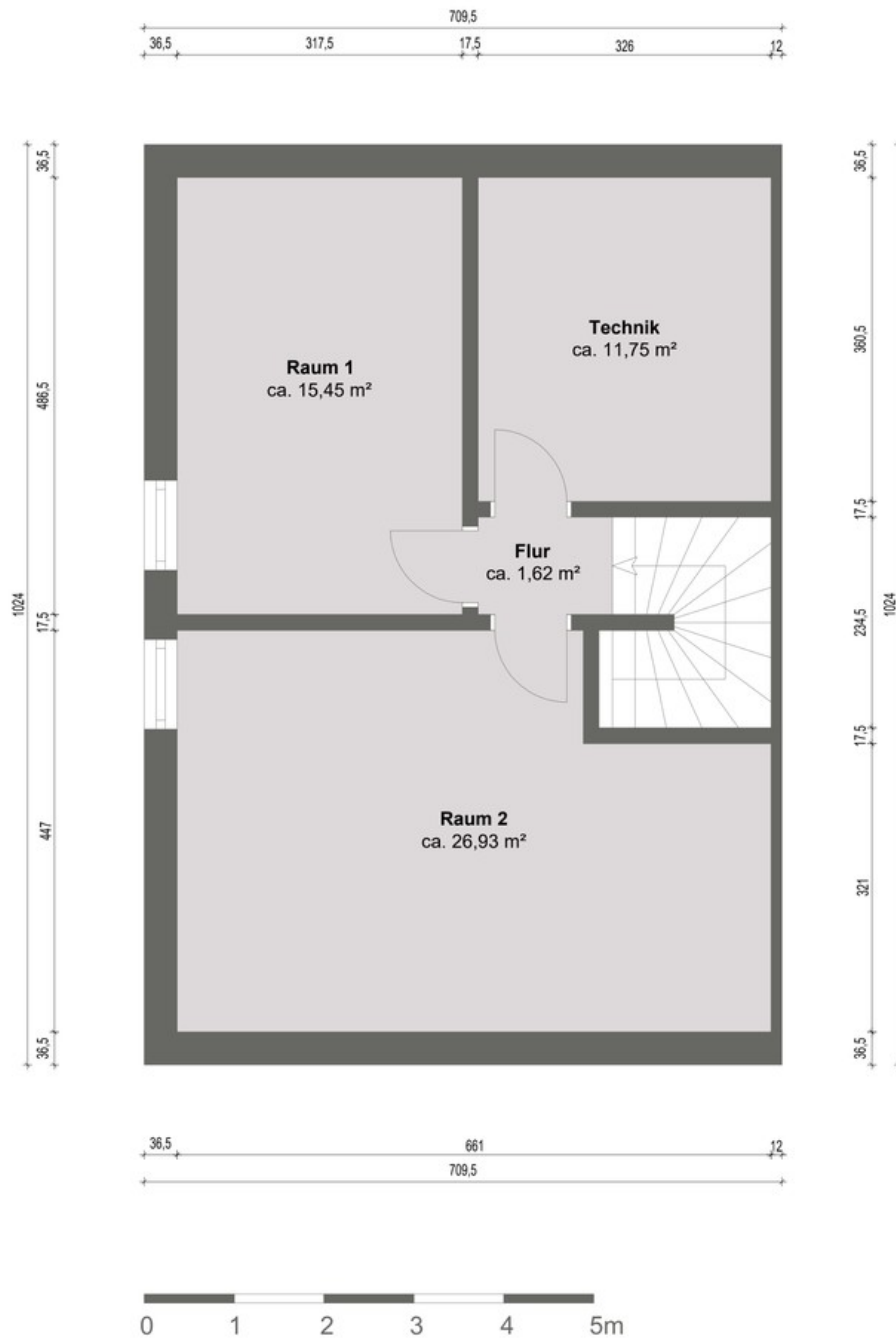 709,5
36,5 317,5 17,5 326 12
36,5
486,5
17,5
447
36,5
1024
36,5
360,5
17,5
234,5
17,5
321
36,5
1024
Technik
ca. 11,75 m²
Raum 1
ca. 15,45 m²
Flur
ca. 1,62 m²
Raum 2
ca. 26,93 m²
36,5 661 12
709,5
0 1 2 3 4 5m